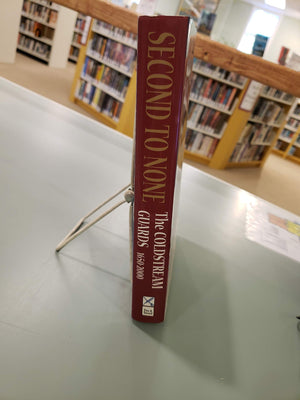 SECOND TO NONE
The COLDSTREAM
GUARDS 1650-2000